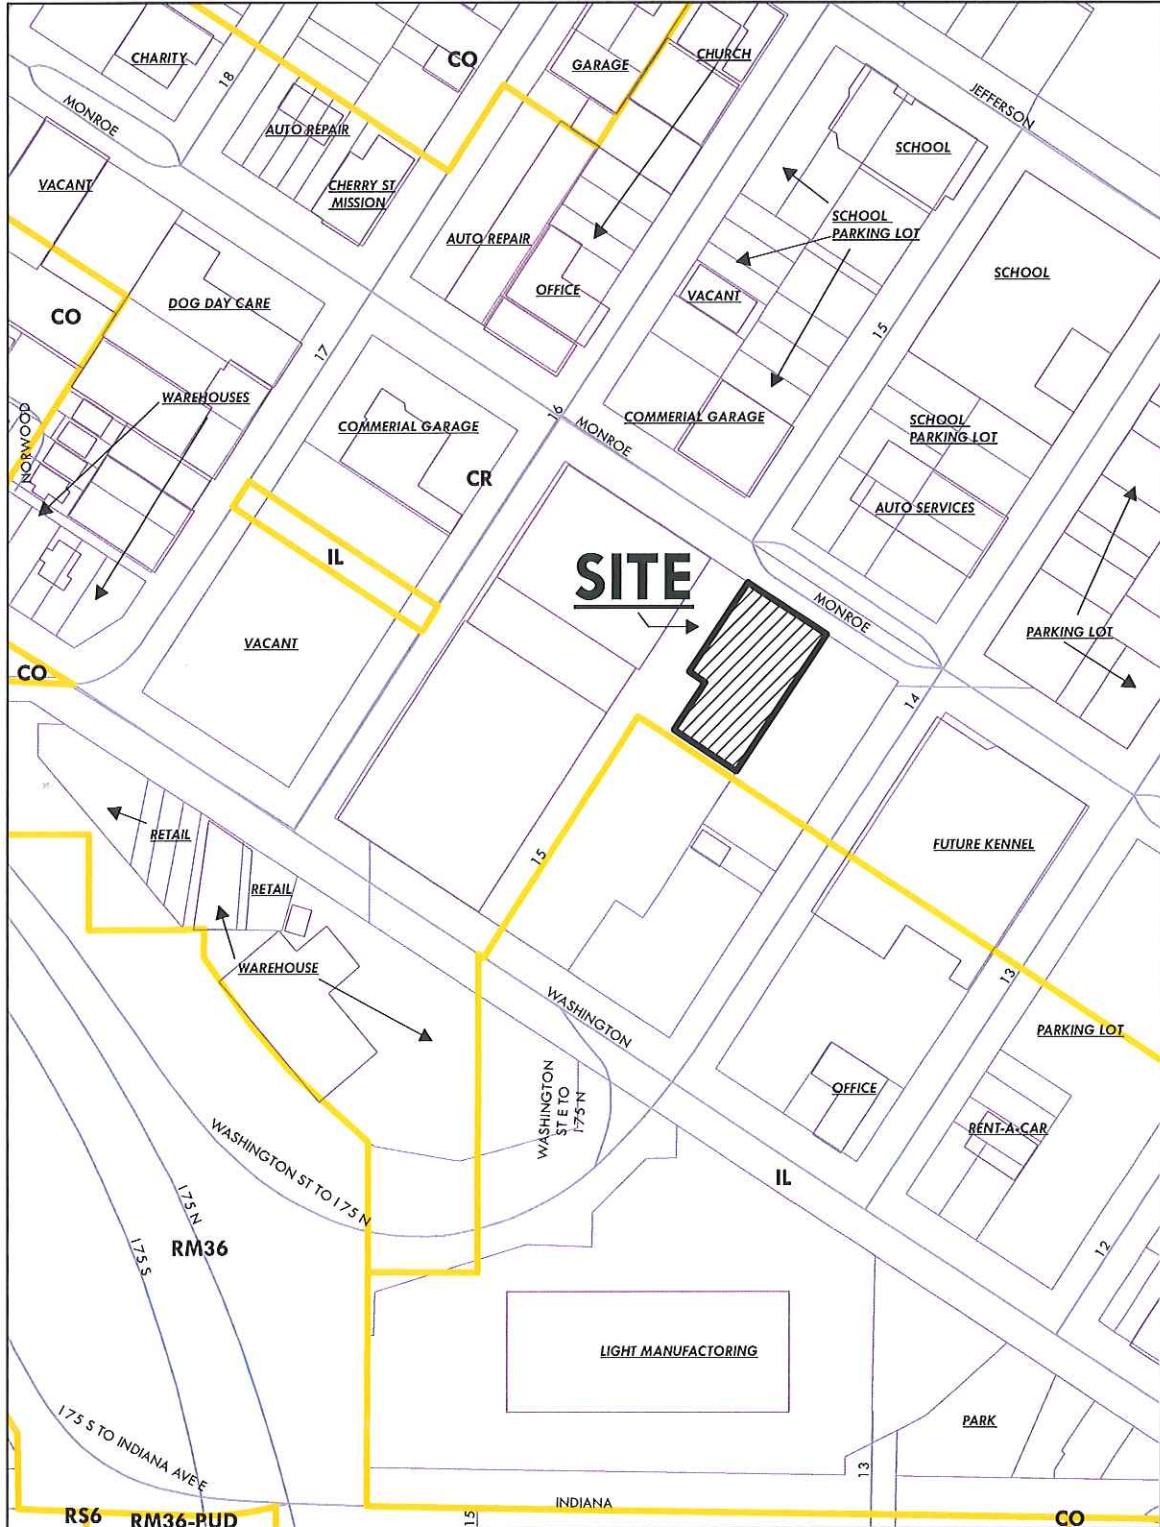 CO
CHARITY
GARAGE
CHURCH
18
MONROE
JEFFERSON
AUTO REPAIR
SCHOOL
VACANT
CHERRY ST
MISSION
SCHOOL
PARKING LOT
AUTO REPAIR
SCHOOL
OFFICE
VACANT
DOG DAY CARE
CO
15
17
WAREHOUSES
NORWOOD
16
MONROE
COMMERIAL GARAGE
COMMERIAL GARAGE
SCHOOL
PARKING LOT
CR
AUTO SERVICES
IL
SITE
MONROE
PARKING LOT
VACANT
CO
14
RETAIL
15
FUTURE KENNEL
RETAIL
WAREHOUSE
13
WASHINGTON
PARKING LOT
WASHINGTON
ST E TO
I-75 N
OFFICE
RENT-A-CAR
WASHINGTON ST TO I 75 N
IL
I 75 N
I 75 S
RM36
12
LIGHT MANUFACTORING
PARK
I 75 S TO INDIANA AVE E
13
INDIANA
15
RS6
RM36-PUD
CO